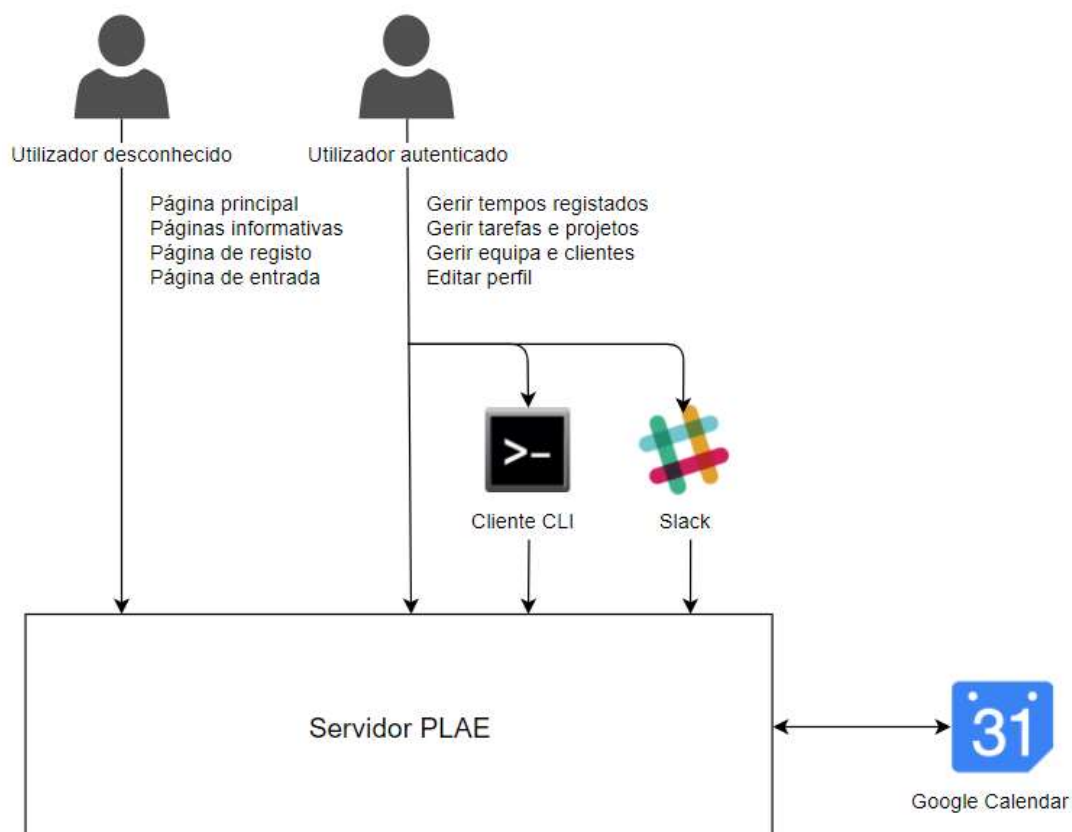 Utilizador desconhecido
Utilizador autenticado
Página principal
Páginas informativas
Página de registo
Página de entrada
Gerir tempos registados
Gerir tarefas e projetos
Gerir equipa e clientes
Editar perfil
>-
Cliente CLI
Slack
Servidor PLAE
31
Google Calendar